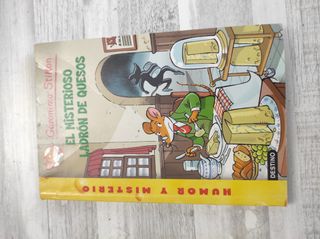 Geronimo Stilton
EL MISTERIOSO
LADRÓN DE QUESOS
HUMOR Y MISTERIO
DESTINO